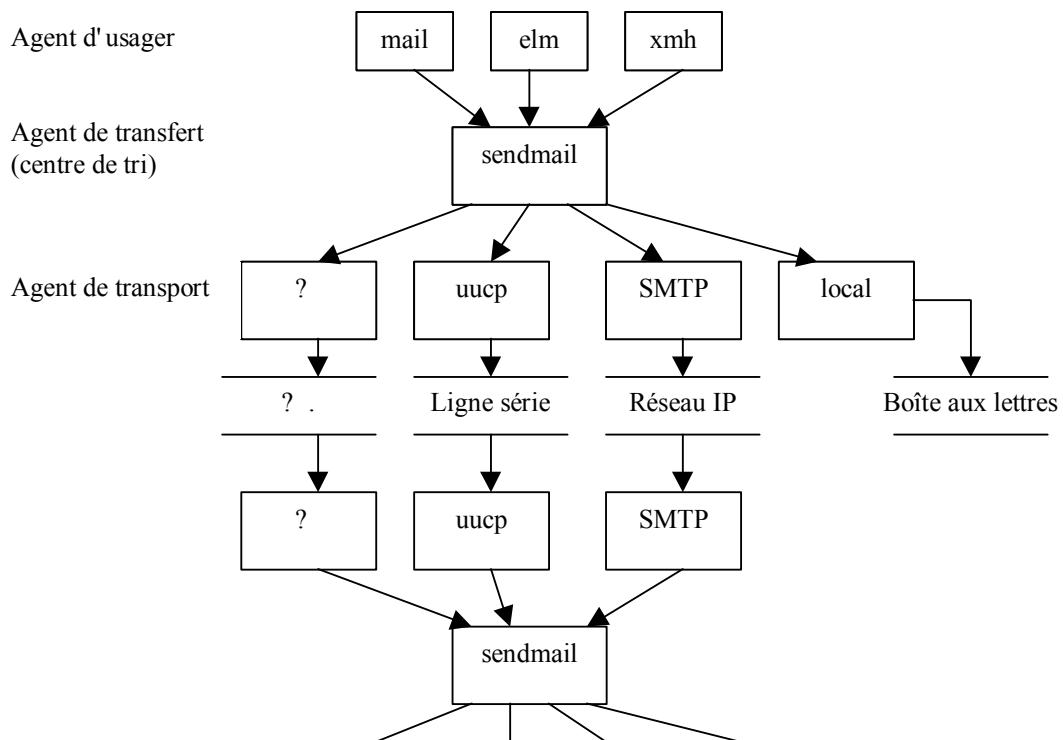 Agent d'usager
mail
elm
xmh
Agent de transfert
(centre de tri)
sendmail
Agent de transport
?
uucp
SMTP
local
? .
Ligne série
Réseau IP
Boîte aux lettres
?
uucp
SMTP
sendmail